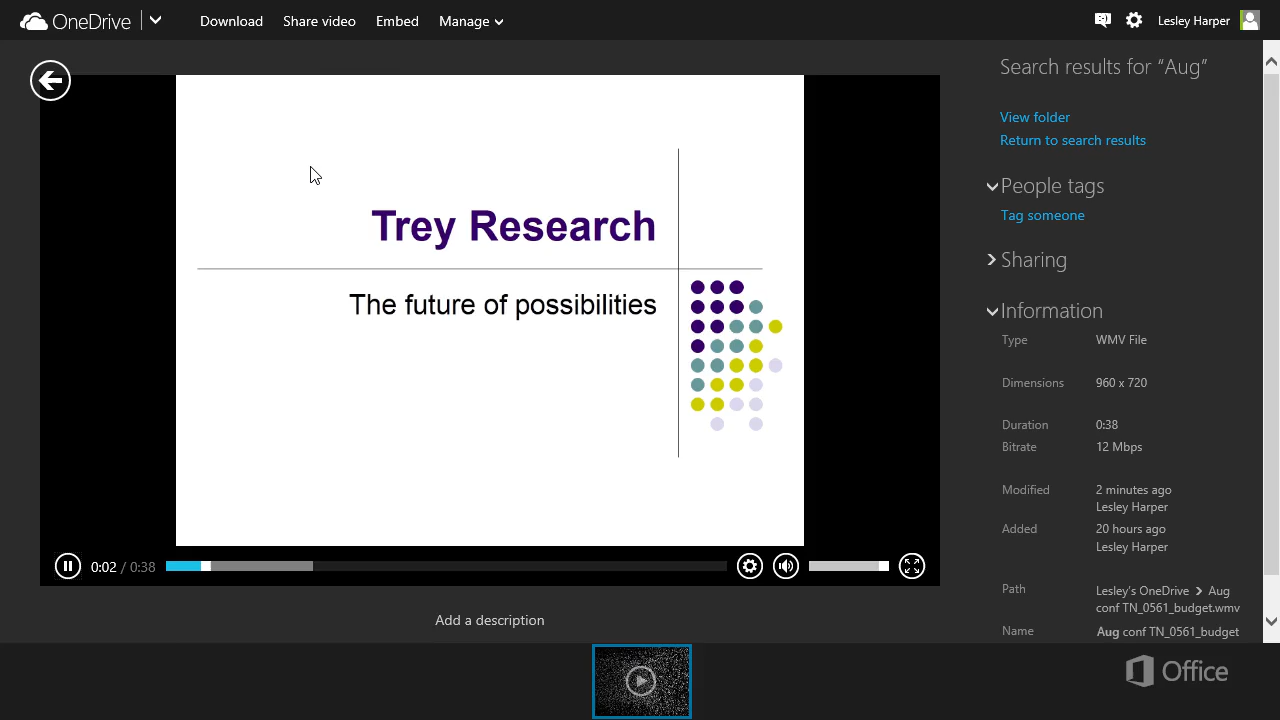 OneDrive
Download
Share video
Embed
Manage
Lesley Harper
Search results for “Aug”
View folder
Return to search results
People tags
Tag someone
Sharing
Information
Type WMV File
Dimensions 960 x 720
Duration 0:38
Bitrate 12 Mbps
Modified 2 minutes ago
Lesley Harper
Added 20 hours ago
Lesley Harper
Path Lesley's OneDrive > Aug
conf TN_0561_budget.wmv
Name Aug conf TN_0561_budget
Trey Research
The future of possibilities
0:02 / 0:38
Add a description
Office